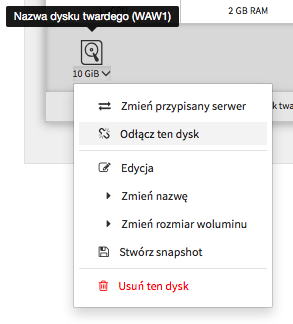 Nazwa dysku twardego (WAW1)
2 GB RAM
10 GiB
k tw
Zmień przypisany serwer
Odłącz ten dysk
Edycja
Zmień nazwę
Zmień rozmiar woluminu
Stwórz snapshot
Usuń ten dysk